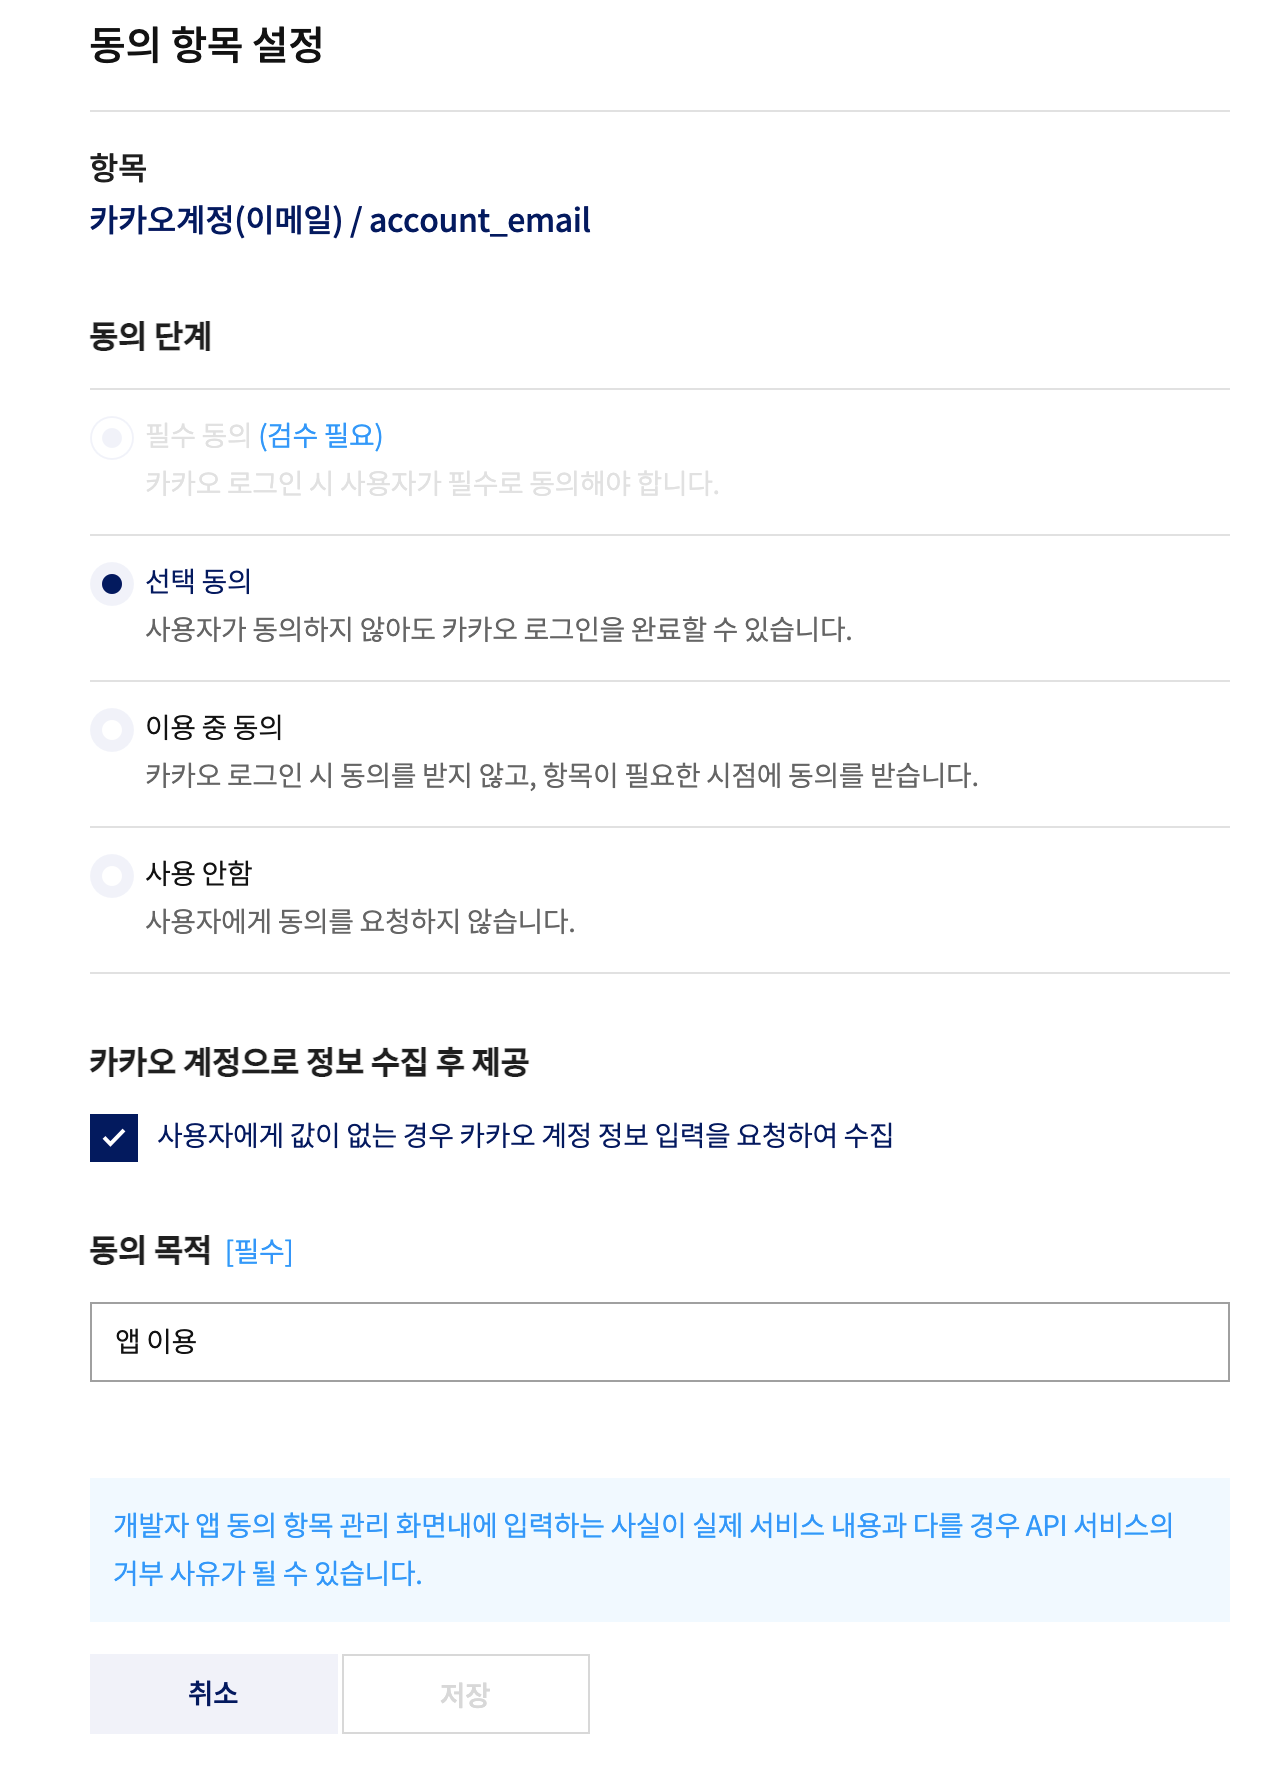 동의 항목 설정
항목
카카오계정(이메일) / account_email
동의 단계
필수 동의 (검수 필요)
카카오 로그인 시 사용자가 필수로 동의해야 합니다.
선택 동의
사용자가 동의하지 않아도 카카오 로그인을 완료할 수 있습니다.
이용 중 동의
카카오 로그인 시 동의를 받지 않고, 항목이 필요한 시점에 동의를 받습니다.
사용 안함
사용자에게 동의를 요청하지 않습니다.
카카오 계정으로 정보 수집 후 제공
사용자에게 값이 없는 경우 카카오 계정 정보 입력을 요청하여 수집
동의 목적 [필수]
앱 이용
개발자 앱 동의 항목 관리 화면내에 입력하는 사실이 실제 서비스 내용과 다를 경우 API 서비스의
거부 사유가 될 수 있습니다.
취소 저장